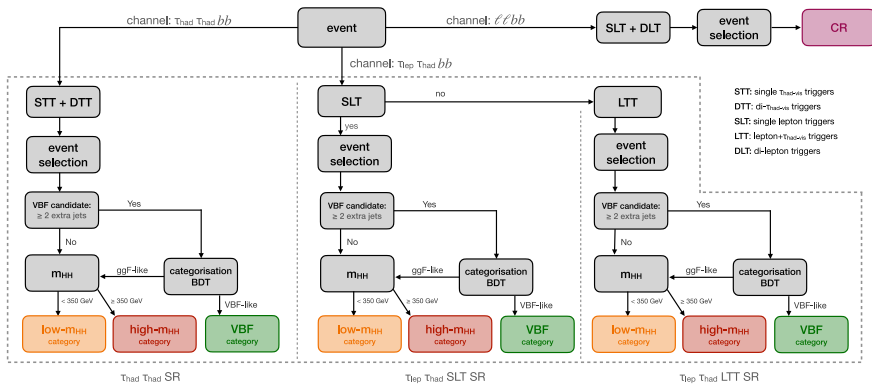 channel: τhad τhad bb
event
channel: ℓℓbb
SLT + DLT
event
selection
CR
channel: τlep τhad bb
STT + DTT
SLT
no
LTT
STT: single τhad-vis triggers
DTT: di-τhad-vis triggers
SLT: single lepton triggers
LTT: lepton+τhad-vis triggers
DLT: di-lepton triggers
yes
event
selection
event
selection
event
selection
VBF candidate:
≥ 2 extra jets
Yes
VBF candidate:
≥ 2 extra jets
Yes
VBF candidate:
≥ 2 extra jets
Yes
No
No
No
mHH
ggF-like
categorisation
BDT
mHH
ggF-like
categorisation
BDT
mHH
ggF-like
categorisation
BDT
< 350 GeV
≥ 350 GeV
VBF-like
< 350 GeV
≥ 350 GeV
VBF-like
< 350 GeV
≥ 350 GeV
VBF-like
low-mHH
category
high-mHH
category
VBF
category
low-mHH
category
high-mHH
category
VBF
category
low-mHH
category
high-mHH
category
VBF
category
τhad τhad SR
τlep τhad SLT SR
τlep τhad LTT SR